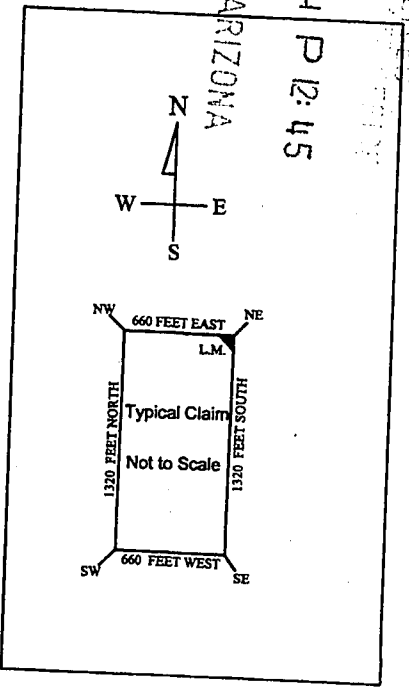 P 12: 45
ARIZONA
N
W E
S
NW 660 FEET EAST NE
L.M.
1320 FEET NORTH
Typical Claim
Not to Scale
1320 FEET SOUTH
SW 660 FEET WEST SE